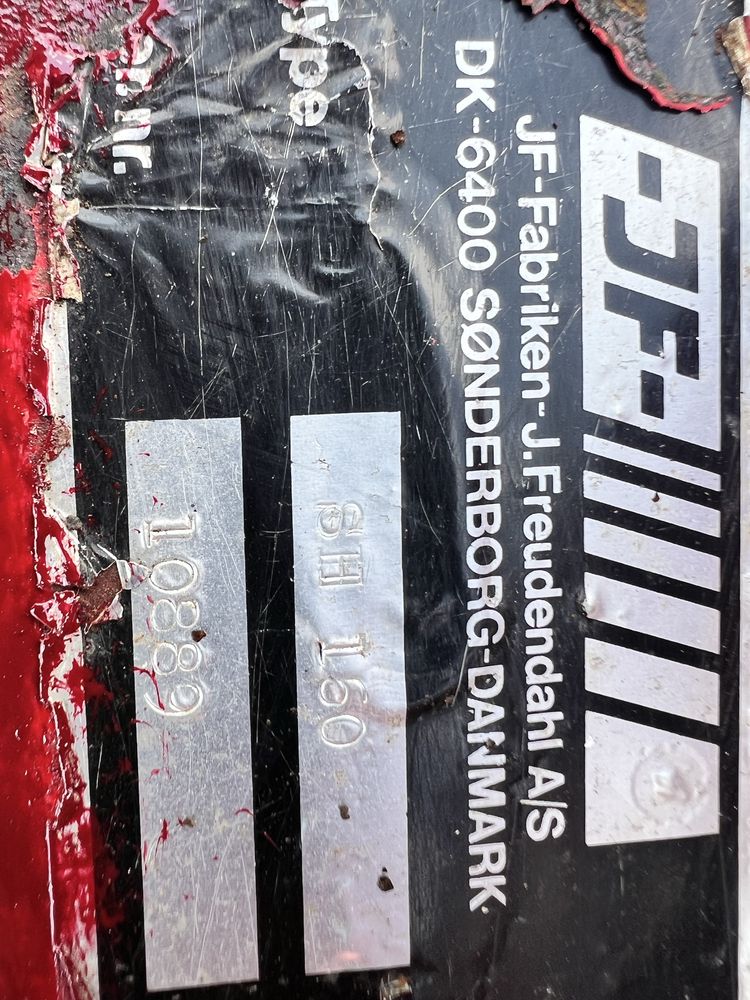 -JF-
JF-Fabriken-J.Freudendahl A/S
DK-6400 SØNDERBORG-DANMARK
Type SH 160
nr. 10889